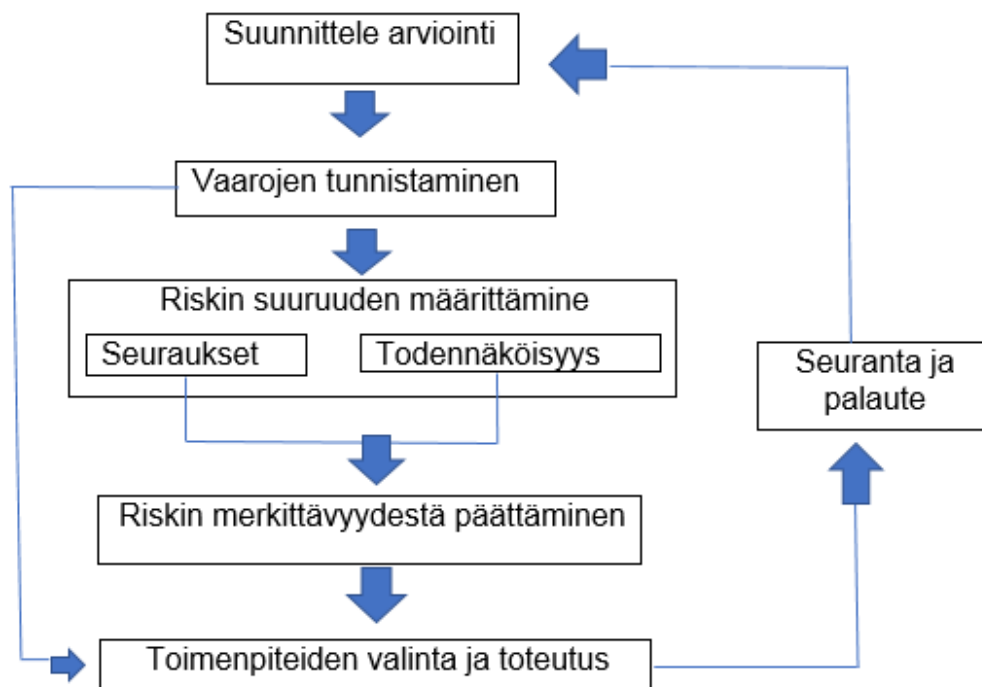 Suunnittele arviointi
Vaarojen tunnistaminen
Riskin suuruuden määrittämine
Seuraukset
Todennäköisyys
Seuranta ja
palaute
Riskin merkittävyydestä päättäminen
Toimenpiteiden valinta ja toteutus